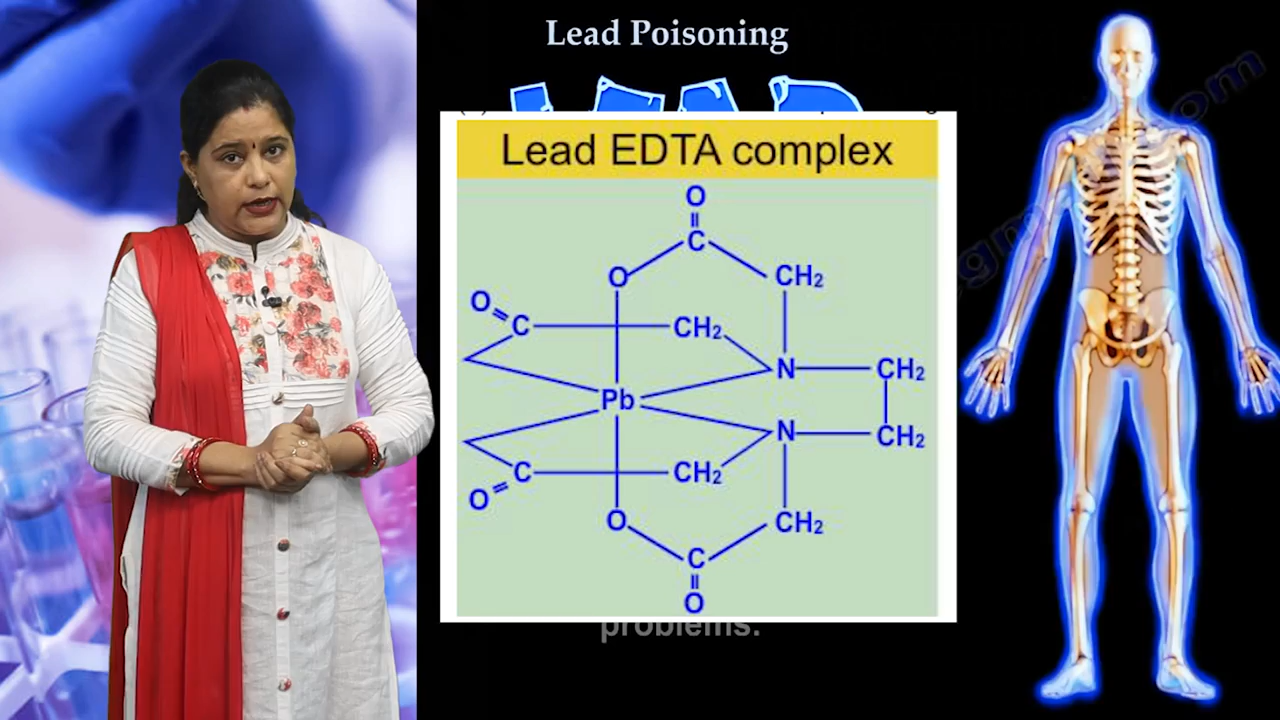 Lead Poisoning
Lead EDTA complex
O
C
O
CH₂
O
C
CH₂
N
CH₂
Pb
N
CH₂
C
CH₂
O
O
CH₂
C
O
problems.